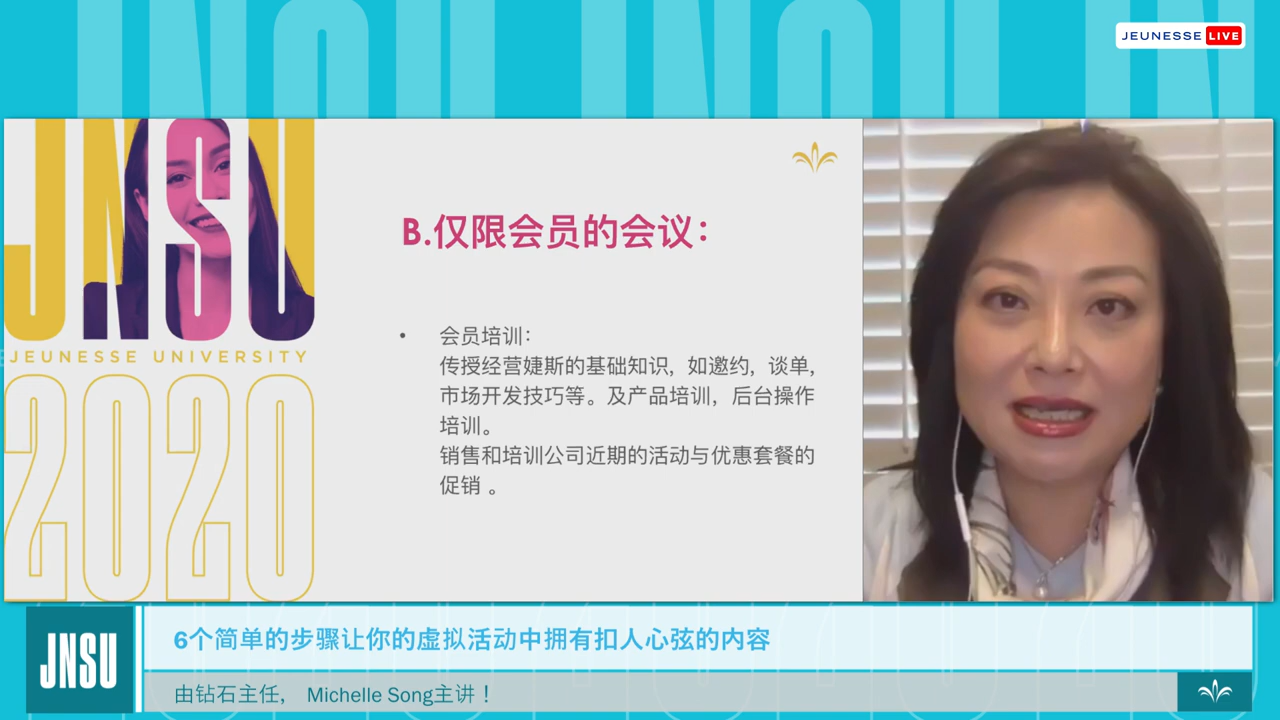 JEUNESSE LIVE
JNSU
JEUNESSE UNIVERSITY
2020
B.仅限会员的会议：
• 会员培训：
传授经营婕斯的基础知识，如邀约，谈单，
市场开发技巧等。及产品培训，后台操作
培训。
销售和培训公司近期的活动与优惠套餐的
促销 。
JNSU
6个简单的步骤让你的虚拟活动中拥有扣人心弦的内容
由钻石主任， Michelle Song主讲！